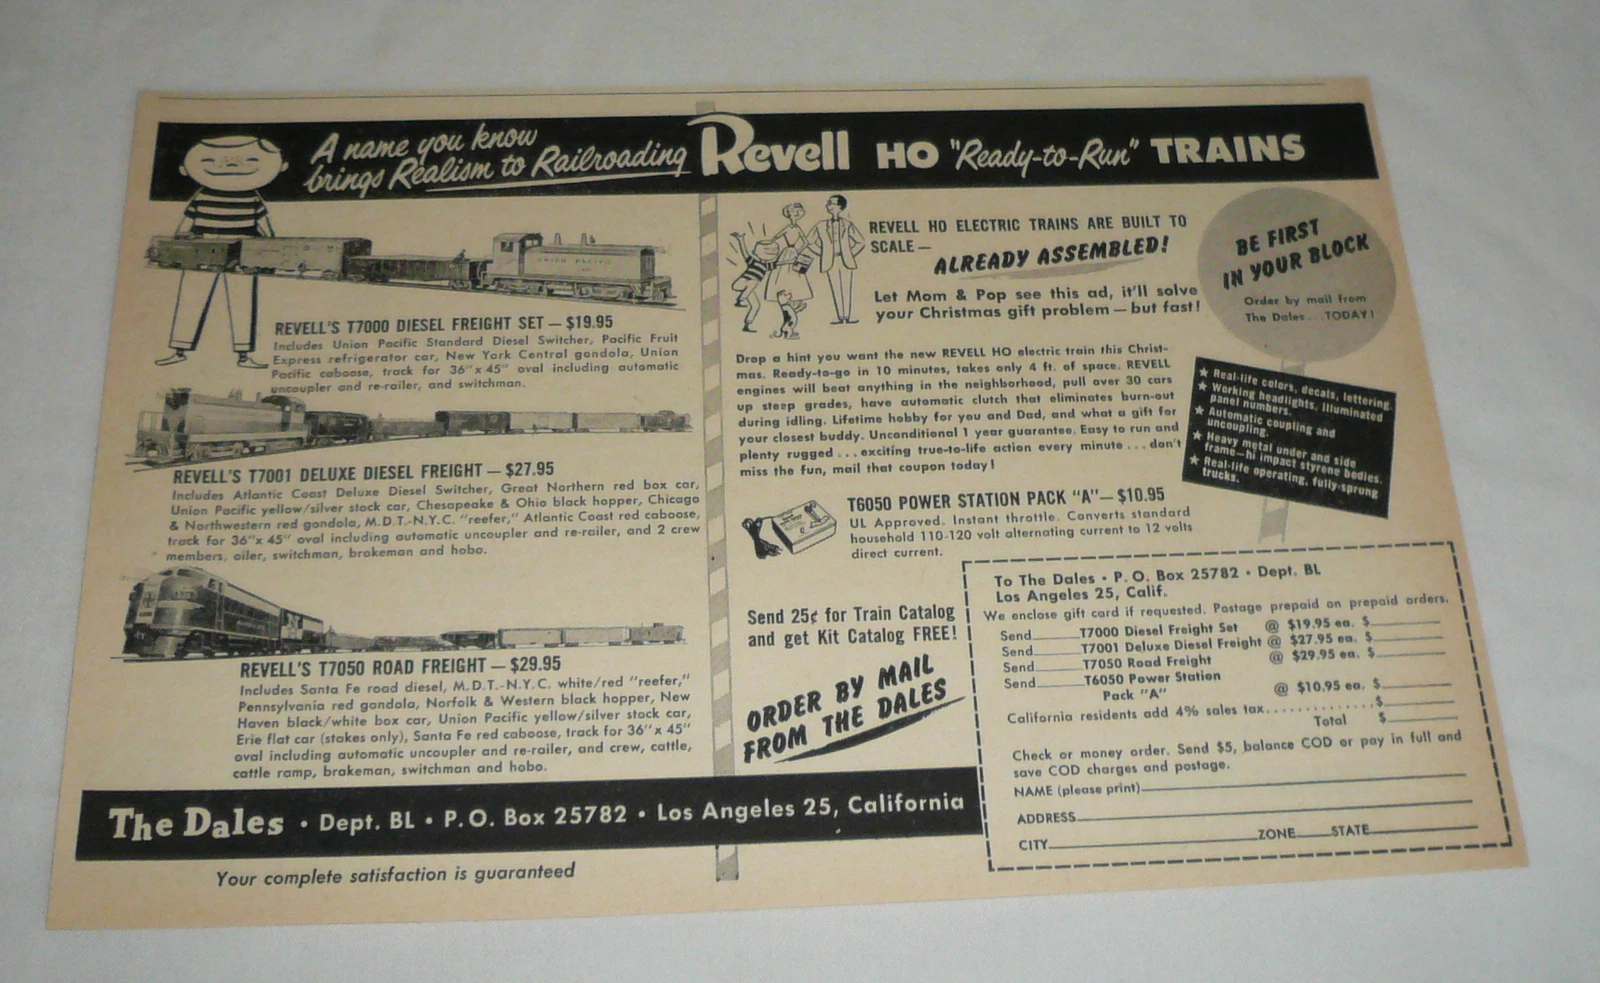 A name you know
brings Realism to Railroading
Revell HO "Ready-to-Run" TRAINS
UNION PACIFIC
REVELL'S T7000 DIESEL FREIGHT SET — $19.95
Includes Union Pacific Standard Diesel Switcher, Pacific Fruit
Express refrigerator car, New York Central gondola, Union
Pacific caboose, track for 36"x 45" oval including automatic
uncoupler and re-railer, and switchman.
REVELL'S T7001 DELUXE DIESEL FREIGHT — $27.95
Includes Atlantic Coast Deluxe Diesel Switcher, Great Northern red box car,
Union Pacific yellow/silver stock car, Chesapeake & Ohio black hopper, Chicago
& Northwestern red gondola, M.D.T.-N.Y.C. "reefer," Atlantic Coast red caboose,
track for 36"x 45" oval including automatic uncoupler and re-railer, and 2 crew
members, oiler, switchman, brakeman and hobo.
REVELL'S T7050 ROAD FREIGHT — $29.95
Includes Santa Fe road diesel, M.D.T.-N.Y.C. white/red "reefer,"
Pennsylvania red gondola, Norfolk & Western black hopper, New
Haven black/white box car, Union Pacific yellow/silver stock car,
Erie flat car (stakes only), Santa Fe red caboose, track for 36"x 45"
oval including automatic uncoupler and re-railer, and crew, cattle,
cattle ramp, brakeman, switchman and hobo.
REVELL HO ELECTRIC TRAINS ARE BUILT TO
SCALE —
ALREADY ASSEMBLED!
Let Mom & Pop see this ad, it'll solve
your Christmas gift problem — but fast!
BE FIRST
IN YOUR BLOCK
Order by mail from
The Dales...TODAY!
Drop a hint you want the new REVELL HO electric train this Christ-
mas. Ready-to-go in 10 minutes, takes only 4 ft. of space. REVELL
engines will beat anything in the neighborhood, pull over 30 cars
up steep grades, have automatic clutch that eliminates burn-out
during idling. Lifetime hobby for you and Dad, and what a gift for
your closest buddy. Unconditional 1 year guarantee. Easy to run and
plenty rugged...exciting true-to-life action every minute...don't
miss the fun, mail that coupon today!
★ Real-life colors, decals, lettering.
★ Working headlights, illuminated
panel numbers.
★ Automatic coupling and
uncoupling.
★ Heavy metal under and side
frame—hi impact styrene bodies.
★ Real-life operating, fully-sprung
trucks.
T6050 POWER STATION PACK "A" — $10.95
UL Approved. Instant throttle. Converts standard
household 110-120 volt alternating current to 12 volts
direct current.
Send 25¢ for Train Catalog
and get Kit Catalog FREE!
ORDER BY MAIL
FROM THE DALES
To The Dales • P. O. Box 25782 • Dept. BL
Los Angeles 25, Calif.
We enclose gift card if requested. Postage prepaid on prepaid orders.
Send____T7000 Diesel Freight Set @ $19.95 ea. $____
Send____T7001 Deluxe Diesel Freight @ $27.95 ea. $____
Send____T7050 Road Freight @ $29.95 ea. $____
Send____T6050 Power Station
Pack "A" @ $10.95 ea. $____
California residents add 4% sales tax..............$____
Total $____
Check or money order. Send $5, balance COD or pay in full and
save COD charges and postage.
NAME (please print)____
ADDRESS____
CITY____ZONE____STATE____
The Dales • Dept. BL • P. O. Box 25782 • Los Angeles 25, California
Your complete satisfaction is guaranteed